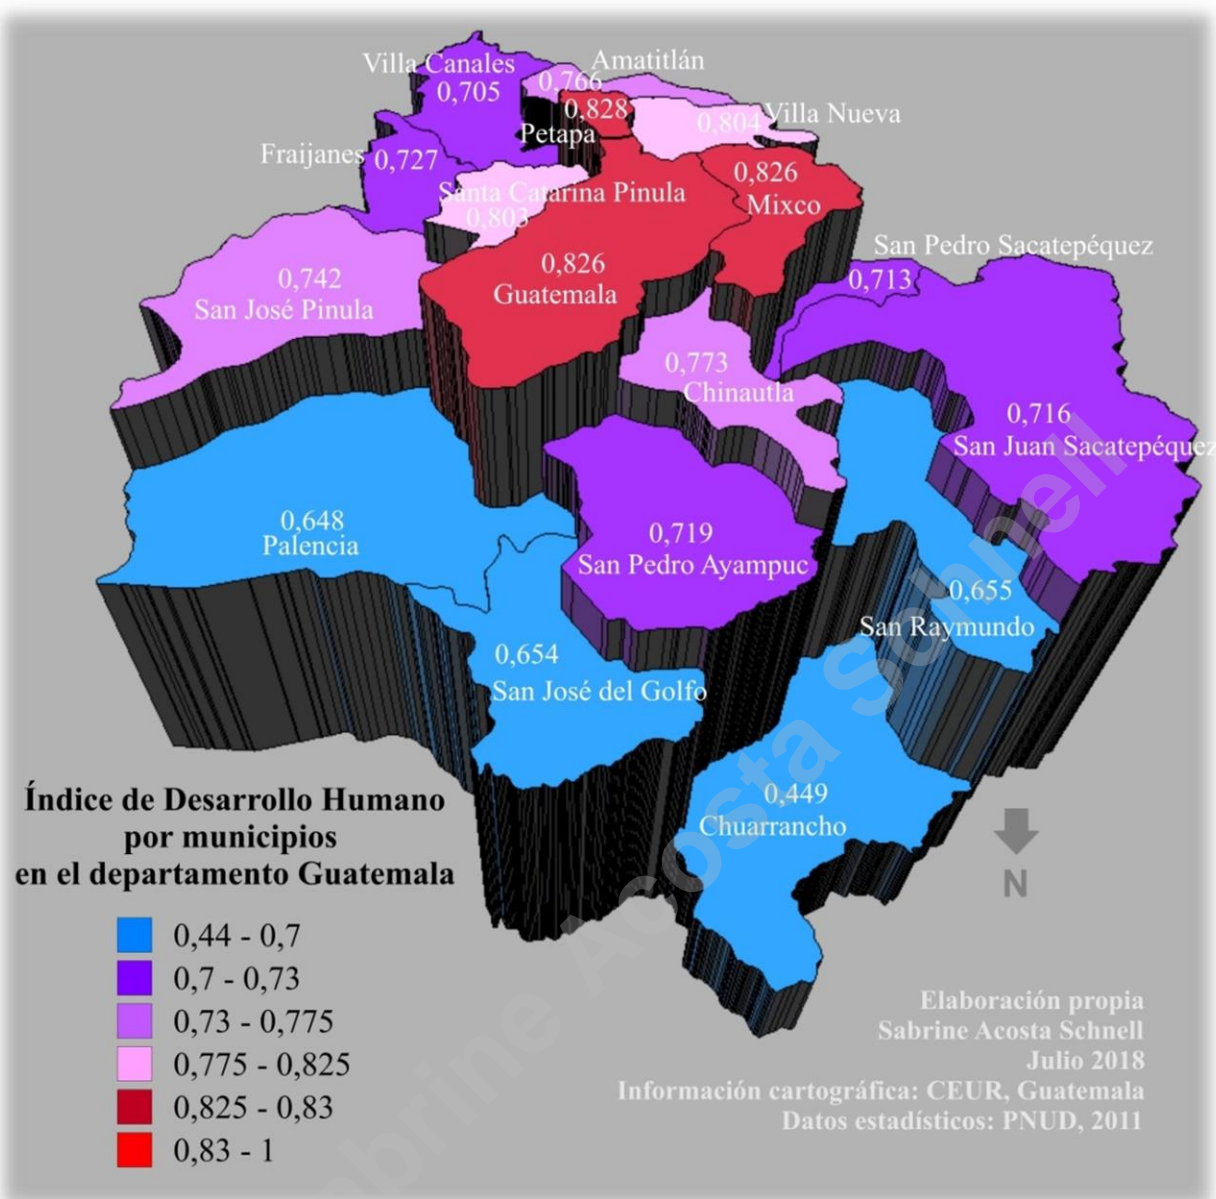 Villa Canales
0,705
Amatitlán
0,766
0,828
Petapa
0,804
Villa Nueva
Fraijanes
0,727
Santa Catarina Pinula
0,803
0,826
Mixco
San Pedro Sacatepéquez
0,713
0,742
San José Pinula
0,826
Guatemala
0,773
Chinautla
0,716
San Juan Sacatepéquez
0,648
Palencia
0,719
San Pedro Ayampuc
0,655
San Raymundo
0,654
San José del Golfo
0,449
Chuarrancho
N
Índice de Desarrollo Humano
por municipios
en el departamento Guatemala
0,44 - 0,7
0,7 - 0,73
0,73 - 0,775
0,775 - 0,825
0,825 - 0,83
0,83 - 1
Elaboración propia
Sabrine Acosta Schnell
Julio 2018
Información cartográfica: CEUR, Guatemala
Datos estadísticos: PNUD, 2011
brine Acosta Schnell